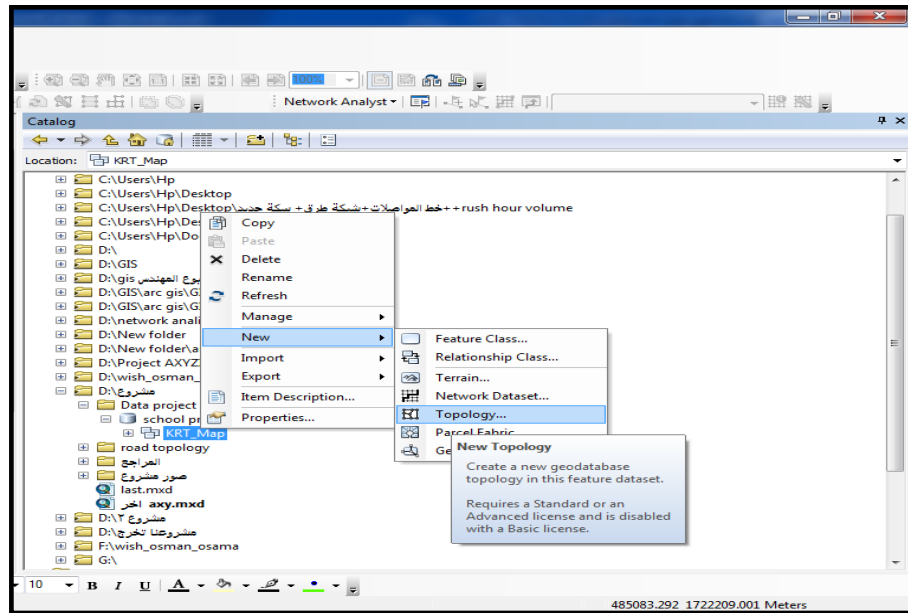 100%
Network Analyst
Catalog
Location: KRT_Map
C:\Users\Hp
C:\Users\Hp\Desktop
C:\Users\Hp\Desktop\خط المواصلات+شبكة طرق+ سكة حديد++rush hour volume
C:\Users\Hp\Des
C:\Users\Hp\Do
D:\
D:\GIS
D:\gis بوع المهندس
D:\GIS\arc gis\G
D:\GIS\arc gis\G
D:\network anali
D:\New folder
D:\New folder\a
D:\Project AXYZ
D:\wish_osman_
D:\مشروع
Data project
school pr
KRT_Map
road topology
المراجع
صور مشروع
last.mxd
اخر axy.mxd
D:\مشروع ٢
D:\مشروعنا تخرج
F:\wish_osman_osama
G:\
Copy
Paste
Delete
Rename
Refresh
Manage
New
Import
Export
Item Description...
Properties...
Feature Class...
Relationship Class...
Terrain...
Network Dataset...
Topology...
Parcel Fabric...
Ge
New Topology
Create a new geodatabase
topology in this feature dataset.
Requires a Standard or an
Advanced license and is disabled
with a Basic license.
10 B I U A
485083.292 1722209.001 Meters